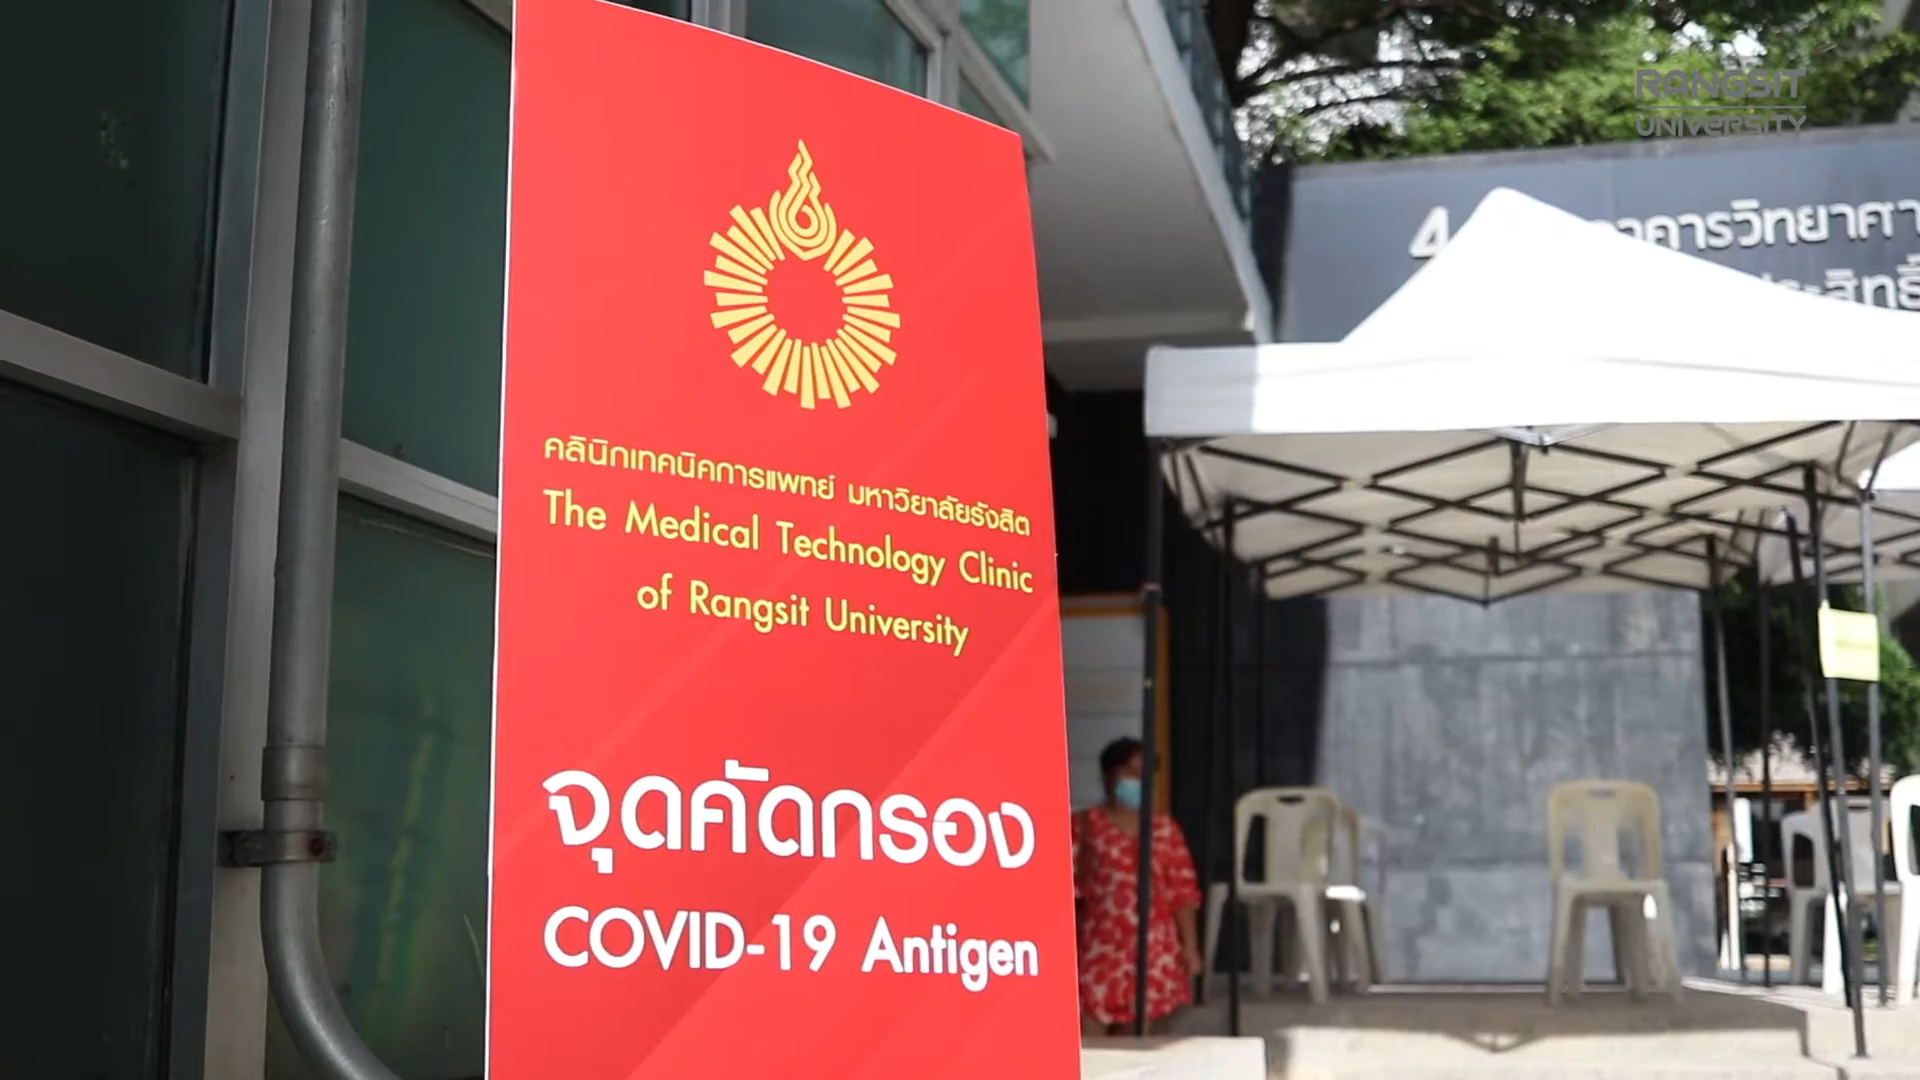 RANGSIT
UNIVERSITY
คลินิกเทคนิคการแพทย์ มหาวิทยาลัยรังสิต
The Medical Technology Clinic
of Rangsit University
จุดคัดกรอง
COVID-19 Antigen
4